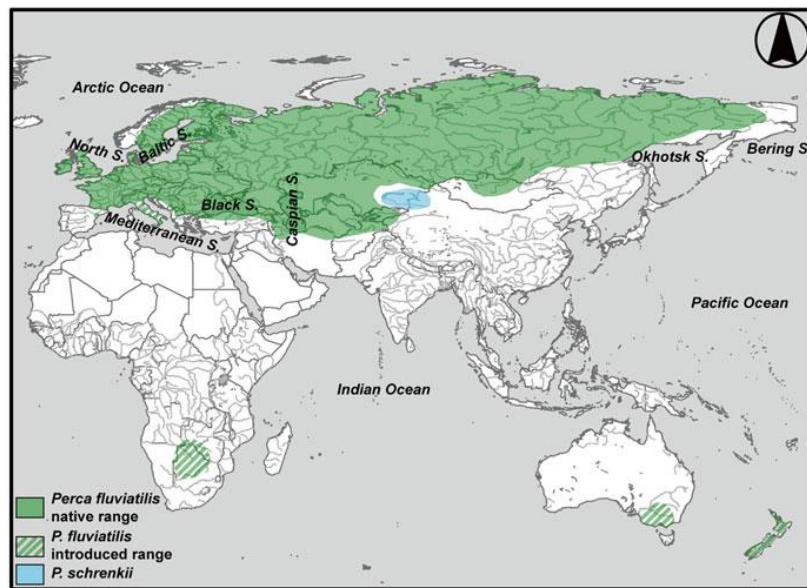 Arctic Ocean
North S.
Baltic S.
Okhotsk S.
Bering S
Black S.
Caspian S.
Mediterranean S.
Pacific Ocean
Indian Ocean
Perca fluviatilis
native range
P. fluviatilis
introduced range
P. schrenkii